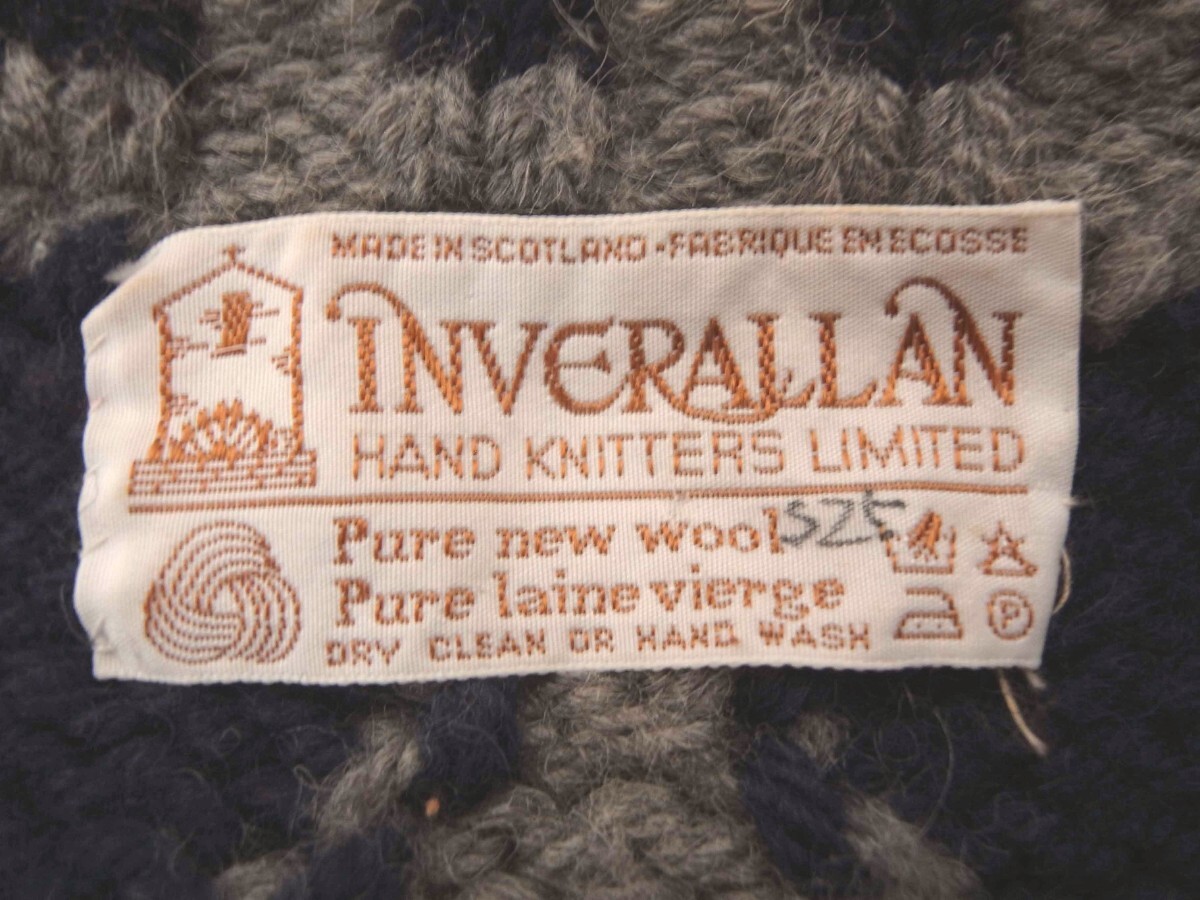 MADE IN SCOTLAND · FABRIQUE EN ECOSSE
INVERALLAN
HAND KNITTERS LIMITED
Pure new wool S25
Pure laine vierge
DRY CLEAN OR HAND WASH
P